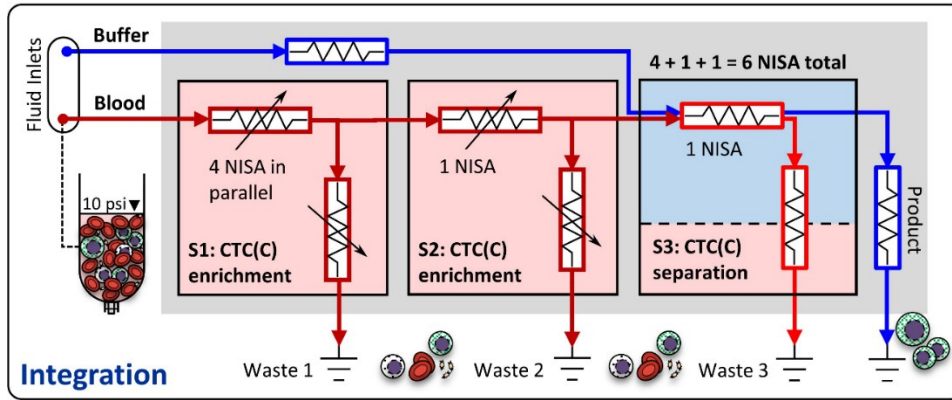 Fluid Inlets
Buffer
Blood
10 psi
4 NISA in
parallel
S1: CTC(C)
enrichment
1 NISA
S2: CTC(C)
enrichment
4 + 1 + 1 = 6 NISA total
1 NISA
S3: CTC(C)
separation
Product
Waste 1
Waste 2
Waste 3
Integration